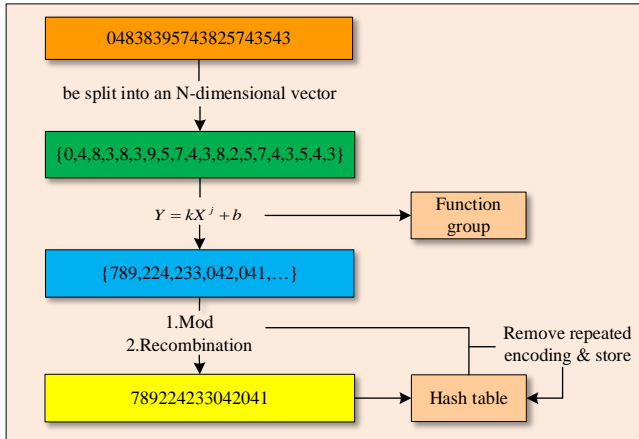 04838395743825743543
be split into an N-dimensional vector
{0,4,8,3,8,3,9,5,7,4,3,8,2,5,7,4,3,5,4,3}
Y = kX^j + b
Function
group
{789,224,233,042,041,…}
1.Mod
2.Recombination
Remove repeated
encoding & store
789224233042041
Hash table